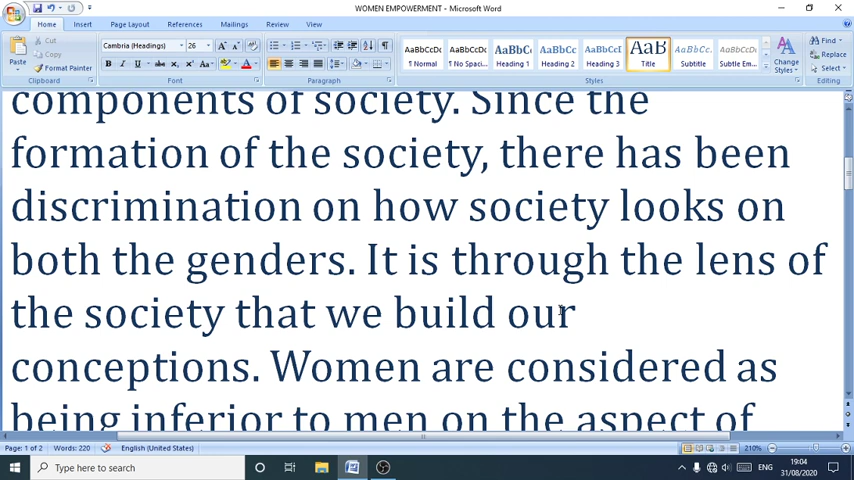 WOMEN EMPOWERMENT - Microsoft Word
Home Insert Page Layout References Mailings Review View
Cut
Copy
Format Painter
Paste
Clipboard
Cambria (Headings) 26
Font
Paragraph
AaBbCcDc AaBbCcDc AaBbCc AaBbCc AaBbCcI AaB AaBbCcI AaBbCcDc
1 Normal 1 No Spaci... Heading 1 Heading 2 Heading 3 Title Subtitle Subtle Em...
Styles
Change
Styles
Find
Replace
Select
Editing
components of society. Since the
formation of the society, there has been
discrimination on how society looks on
both the genders. It is through the lens of
the society that we build our
conceptions. Women are considered as
being inferior to men on the aspect of
Page: 1 of 2 Words: 220 English (United States) 210%
Type here to search
ENG
19:04
31/08/2020